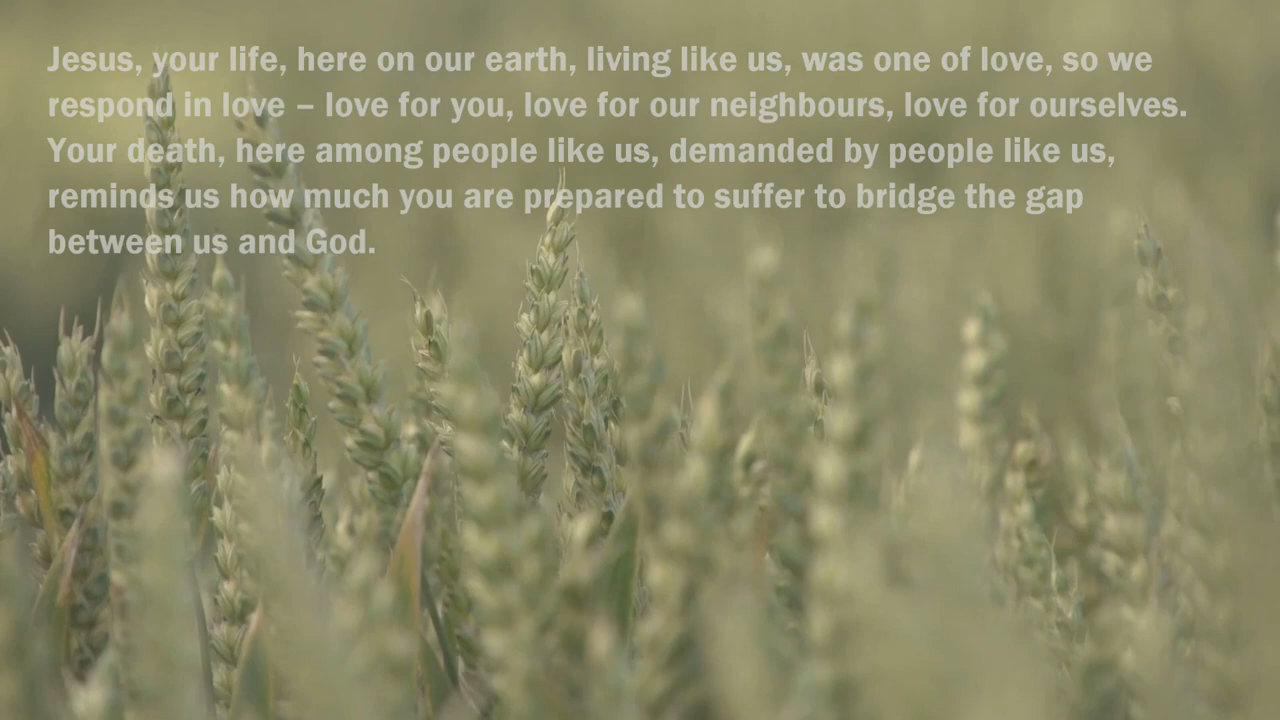 Jesus, your life, here on our earth, living like us, was one of love, so we
respond in love – love for you, love for our neighbours, love for ourselves.
Your death, here among people like us, demanded by people like us,
reminds us how much you are prepared to suffer to bridge the gap
between us and God.